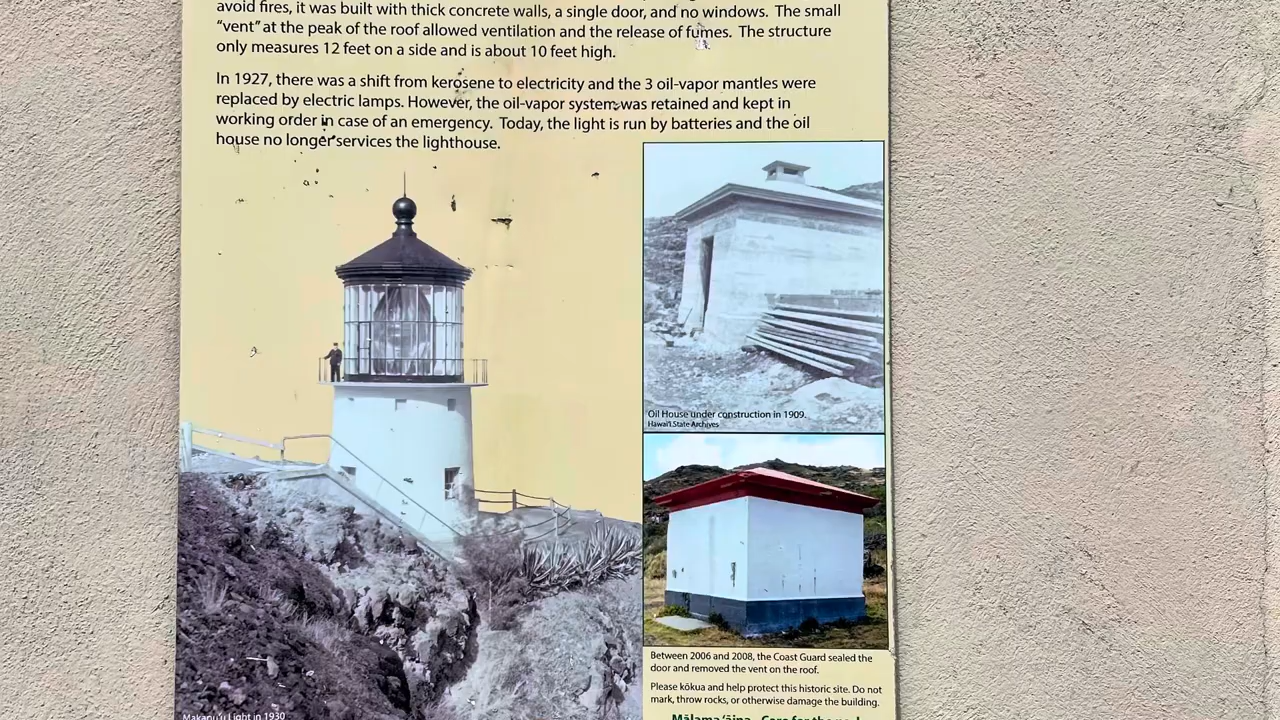 avoid fires, it was built with thick concrete walls, a single door, and no windows. The small
"vent" at the peak of the roof allowed ventilation and the release of fumes. The structure
only measures 12 feet on a side and is about 10 feet high.
In 1927, there was a shift from kerosene to electricity and the 3 oil-vapor mantles were
replaced by electric lamps. However, the oil-vapor system was retained and kept in
working order in case of an emergency. Today, the light is run by batteries and the oil
house no longer services the lighthouse.
Oil House under construction in 1909.
Hawai'i State Archives
Between 2006 and 2008, the Coast Guard sealed the
door and removed the vent on the roof.
Please kōkua and help protect this historic site. Do not
mark, throw rocks, or otherwise damage the building.
Mālama 'āina - Care for the
Makapu'u Light in 1930